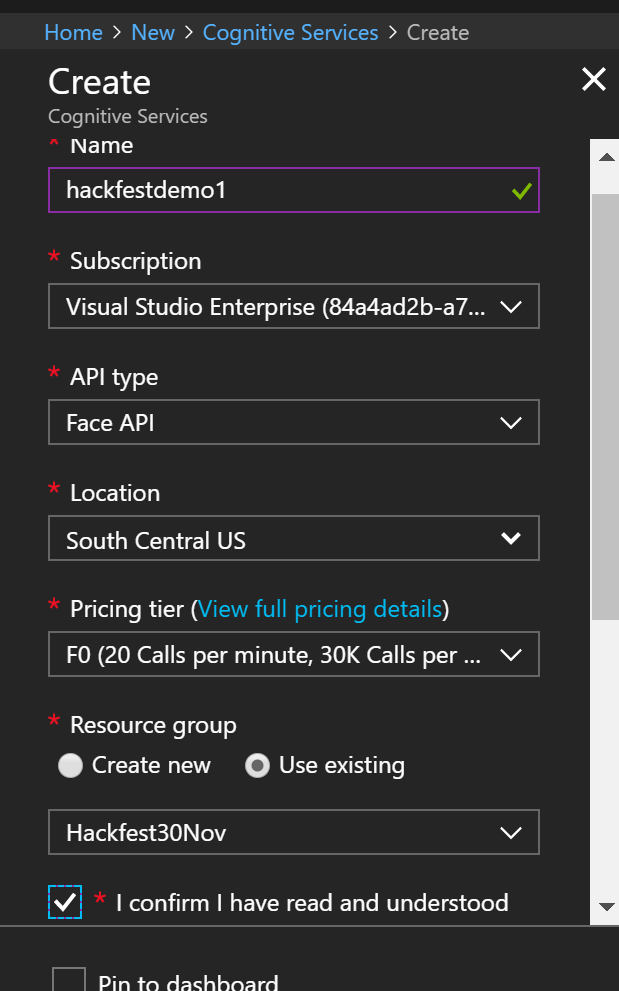 Home > New > Cognitive Services > Create
Create
Cognitive Services
* Name
hackfestdemo1
* Subscription
Visual Studio Enterprise (84a4ad2b-a7...
* API type
Face API
* Location
South Central US
* Pricing tier (View full pricing details)
F0 (20 Calls per minute, 30K Calls per ...
* Resource group
Create new Use existing
Hackfest30Nov
* I confirm I have read and understood
Pin to dashboard